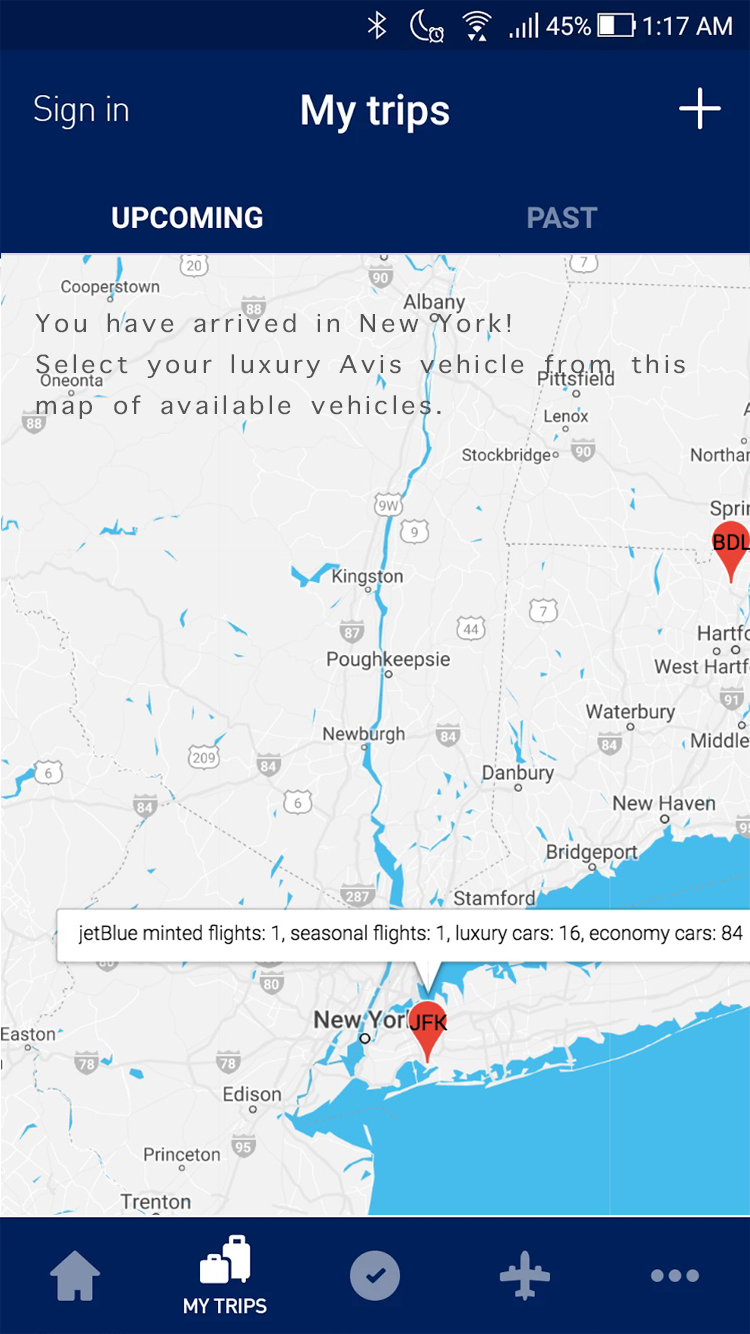 45% 1:17 AM
Sign in My trips +
UPCOMING PAST
20 90 7
Cooperstown
88 Albany
You have arrived in New York!
Select your luxury Avis vehicle from this
Oneonta Pittsfield
map of available vehicles.
88 Lenox
Stockbridge 90 Northar
9W Sprin
9 BDL
Kingston
7
87 44 Hartfo
Poughkeepsie West Hartf
91
Waterbury
Newburgh 84 84 Middle
209 84
6 Danbury
84 6 New Haven
95
Bridgeport
287 Stamford
jetBlue minted flights: 1, seasonal flights: 1, luxury cars: 16, economy cars: 84
80
80
New Yor JFK
Easton
78 78
Edison
95
Princeton
Trenton
MY TRIPS